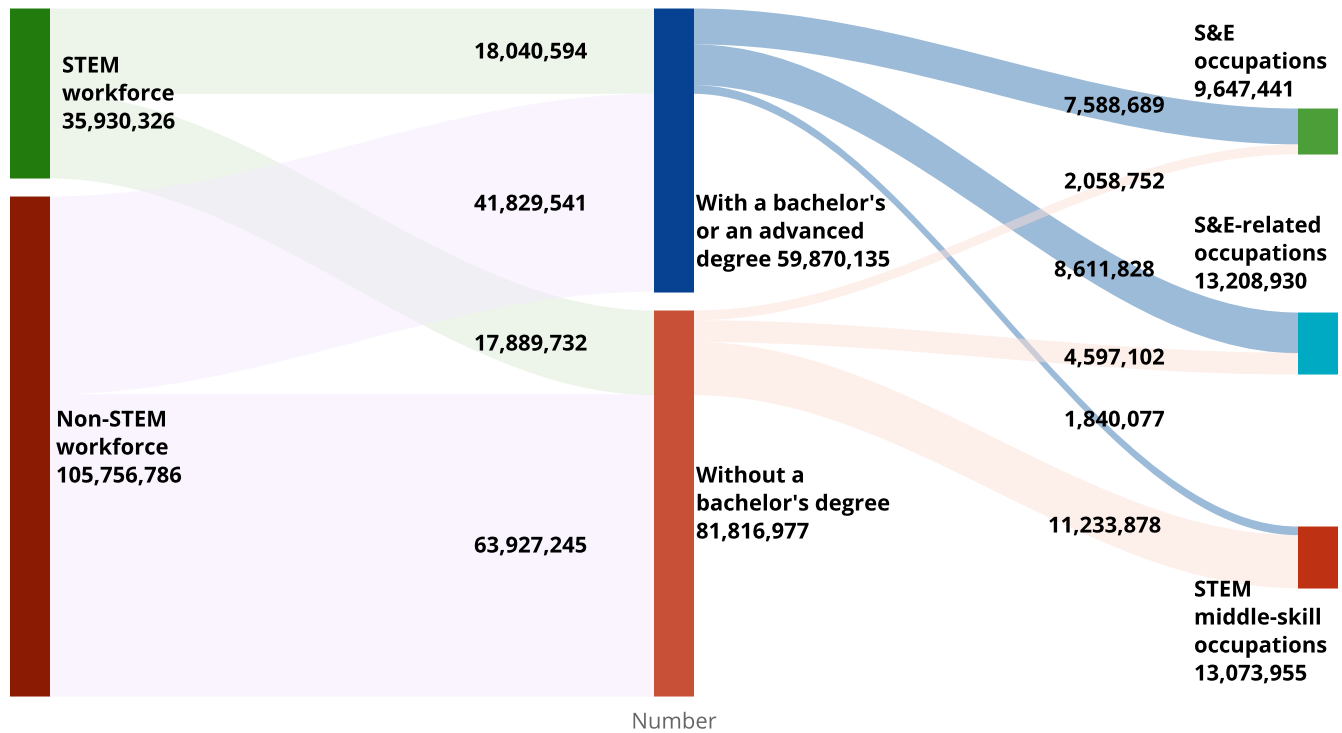 STEM
workforce
35,930,326
Non-STEM
workforce
105,756,786
18,040,594
41,829,541
17,889,732
63,927,245
With a bachelor's
or an advanced
degree 59,870,135
Without a
bachelor's degree
81,816,977
7,588,689
2,058,752
8,611,828
4,597,102
1,840,077
11,233,878
S&E
occupations
9,647,441
S&E-related
occupations
13,208,930
STEM
middle-skill
occupations
13,073,955
Number